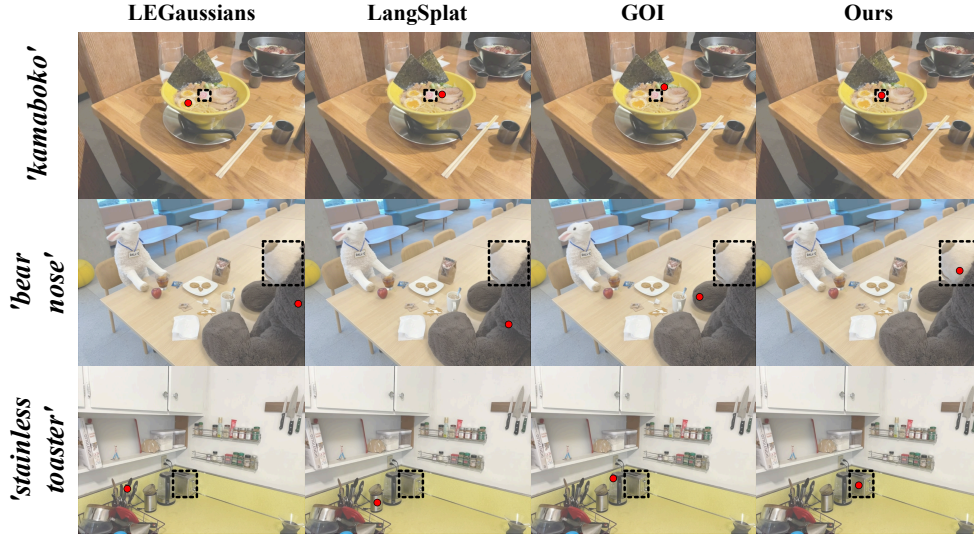 LEGaussians LangSplat GOI Ours
'kamaboko'
'bear
nose'
'stainless
toaster'